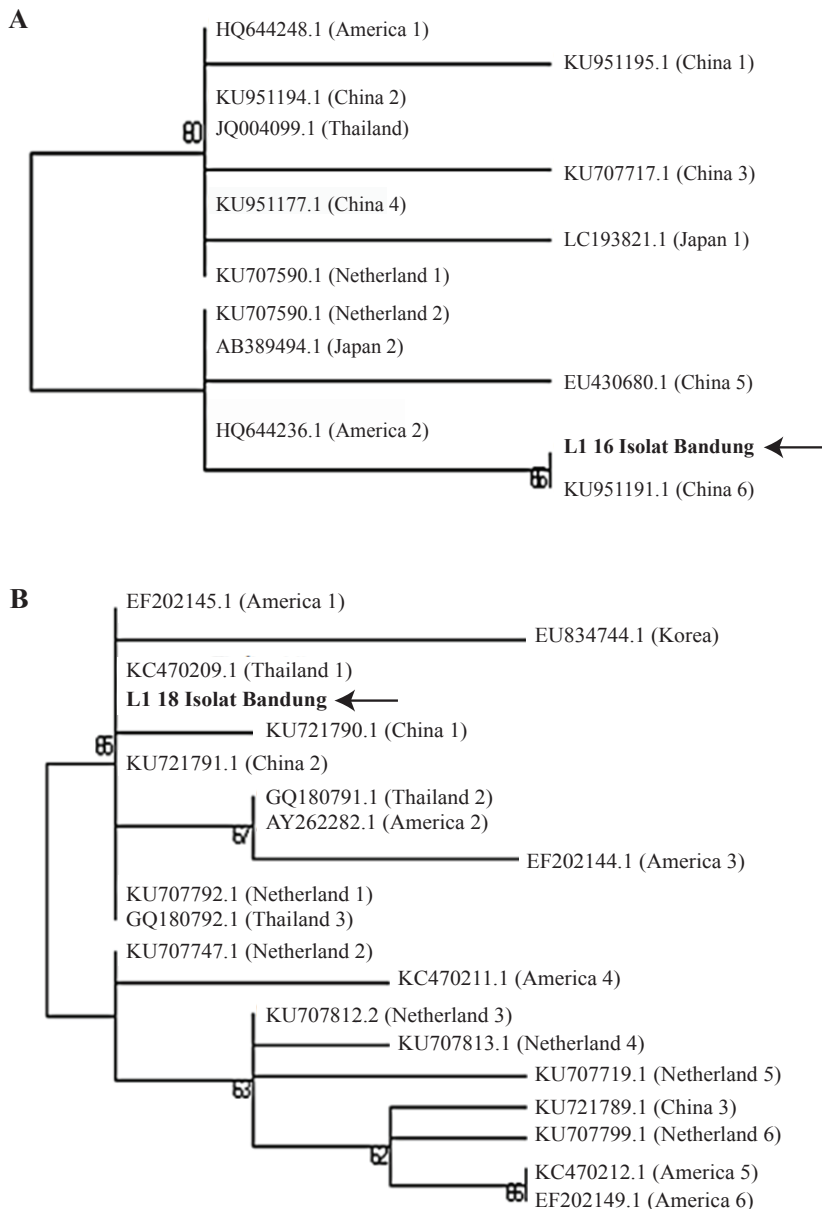 A
HQ644248.1 (America 1)
KU951195.1 (China 1)
KU951194.1 (China 2)
80
JQ004099.1 (Thailand)
KU707717.1 (China 3)
KU951177.1 (China 4)
LC193821.1 (Japan 1)
KU707590.1 (Netherland 1)
KU707590.1 (Netherland 2)
AB389494.1 (Japan 2)
EU430680.1 (China 5)
HQ644236.1 (America 2)
L1 16 Isolat Bandung
KU951191.1 (China 6)
B
EF202145.1 (America 1)
EU834744.1 (Korea)
KC470209.1 (Thailand 1)
L1 18 Isolat Bandung
KU721790.1 (China 1)
KU721791.1 (China 2)
GQ180791.1 (Thailand 2)
AY262282.1 (America 2)
67
EF202144.1 (America 3)
KU707792.1 (Netherland 1)
GQ180792.1 (Thailand 3)
KU707747.1 (Netherland 2)
KC470211.1 (America 4)
KU707812.2 (Netherland 3)
KU707813.1 (Netherland 4)
KU707719.1 (Netherland 5)
63
KU721789.1 (China 3)
KU707799.1 (Netherland 6)
62
KC470212.1 (America 5)
EF202149.1 (America 6)